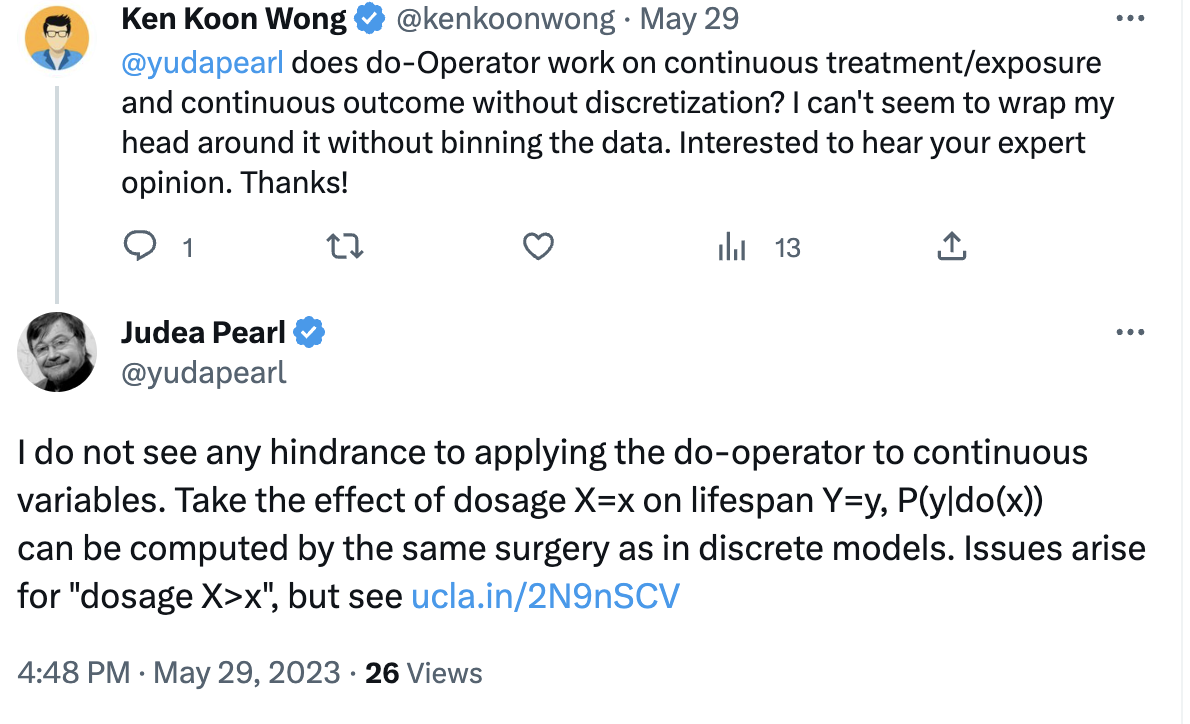 Ken Koon Wong @kenkoonwong · May 29
@yudapearl does do-Operator work on continuous treatment/exposure
and continuous outcome without discretization? I can't seem to wrap my
head around it without binning the data. Interested to hear your expert
opinion. Thanks!
1 13
Judea Pearl
@yudapearl
I do not see any hindrance to applying the do-operator to continuous
variables. Take the effect of dosage X=x on lifespan Y=y, P(y|do(x))
can be computed by the same surgery as in discrete models. Issues arise
for "dosage X>x", but see ucla.in/2N9nSCV
4:48 PM · May 29, 2023 · 26 Views